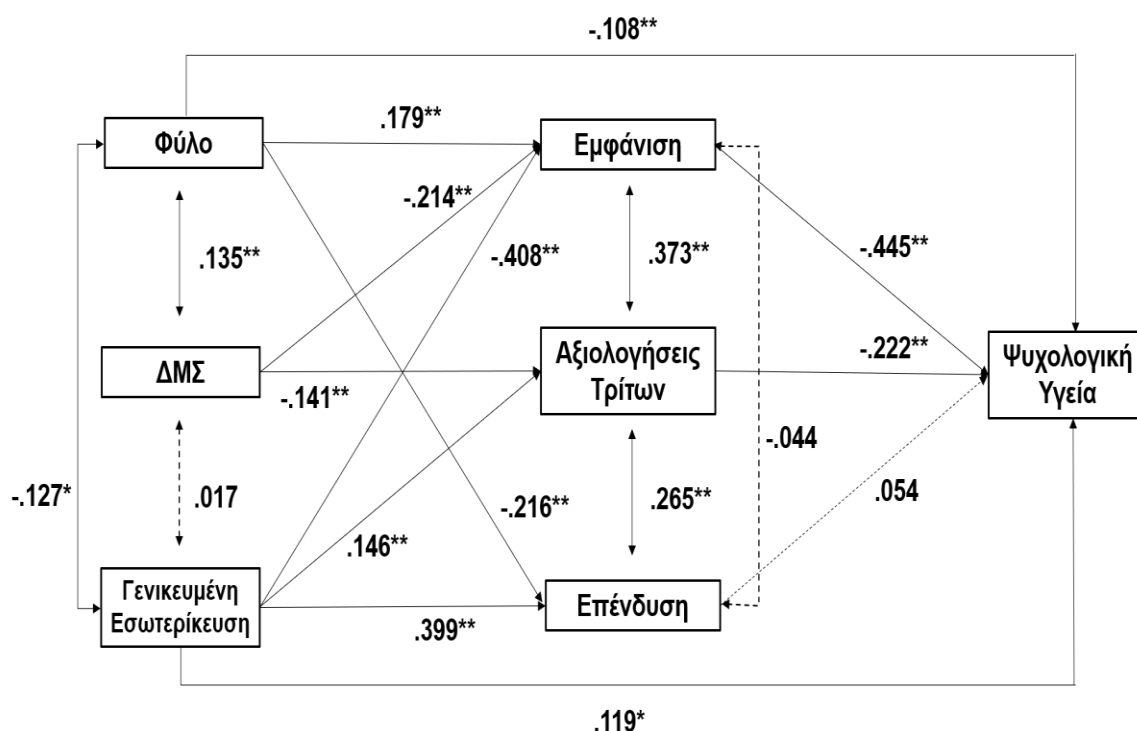 -.108**
Φύλο
.179**
Εμφάνιση
-.214**
.135**
-.408**
.373**
-.445**
ΔΜΣ
-.141**
Αξιολογήσεις
Τρίτων
-.222**
Ψυχολογική
Υγεία
-.127*
.017
-.216**
.146**
.265**
-.044
.054
Γενικευμένη
Εσωτερίκευση
.399**
Επένδυση
.119*